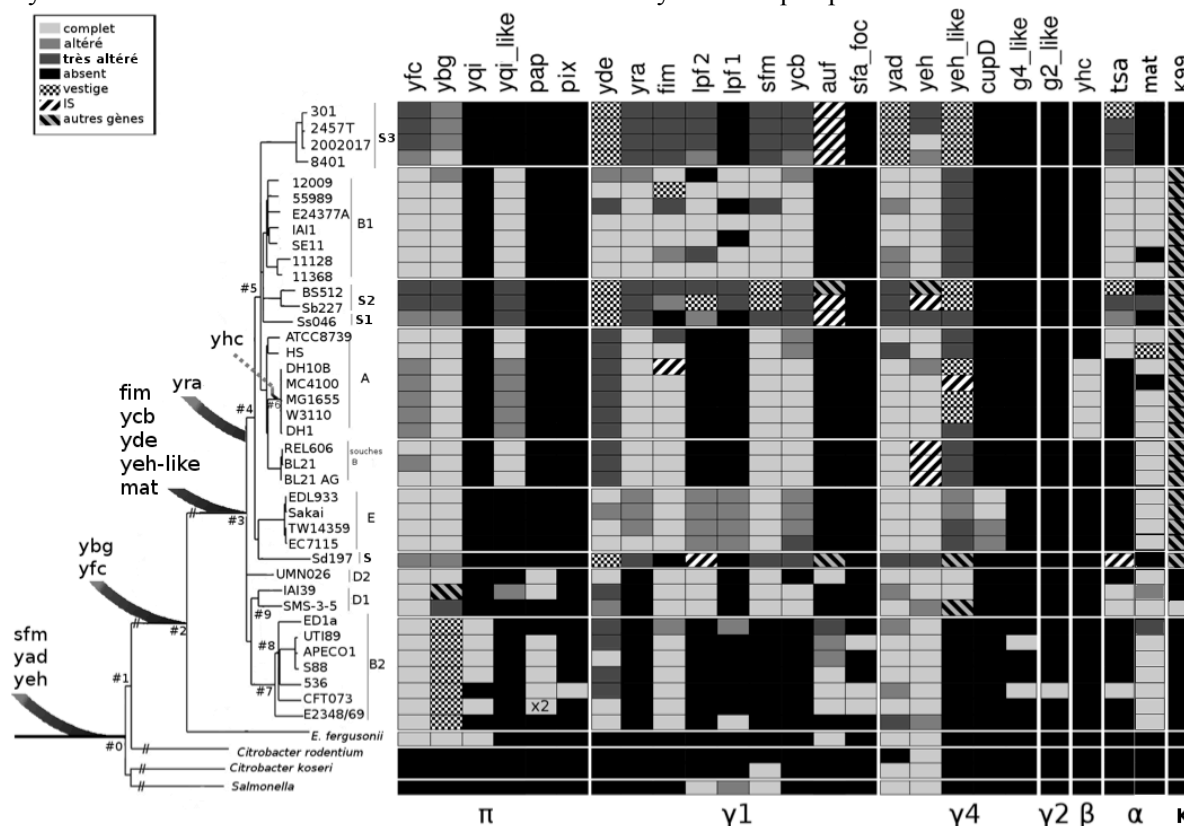 complet
altéré
très altéré
absent
vestige
IS
autres gènes
yfc ybg yqi yqi_like pap pix yde yra fim lpf 2 lpf 1 sfm ycb auf sfa_foc yad yeh yeh_like cupD g4_like g2_like yhc tsa mat K99
301
2457T
2002017
8401
S3
12009
55989
E24377A
IAI1
SE11
11128
11368
B1
#5
BS512
Sb227
S2
Ss046
S1
yhc
ATCC8739
HS
DH10B
MC4100
MG1655
W3110
DH1
A
#6
fim
ycb
yde
yeh-like
mat
yra
#4
REL606
BL21
BL21 AG
souches
B
#3
EDL933
Sakai
TW14359
EC7115
E
Sd197
S
ybg
yfc
UMN026
D2
IAI39
SMS-3-5
D1
#9
#2
ED1a
UTI89
APECO1
S88
536
CFT073
E2348/69
B2
#8
#7
x2
sfm
yad
yeh
#1
#0
E. fergusonii
Citrobacter rodentium
Citrobacter koseri
Salmonella
π γ1 γ4 γ2 β α